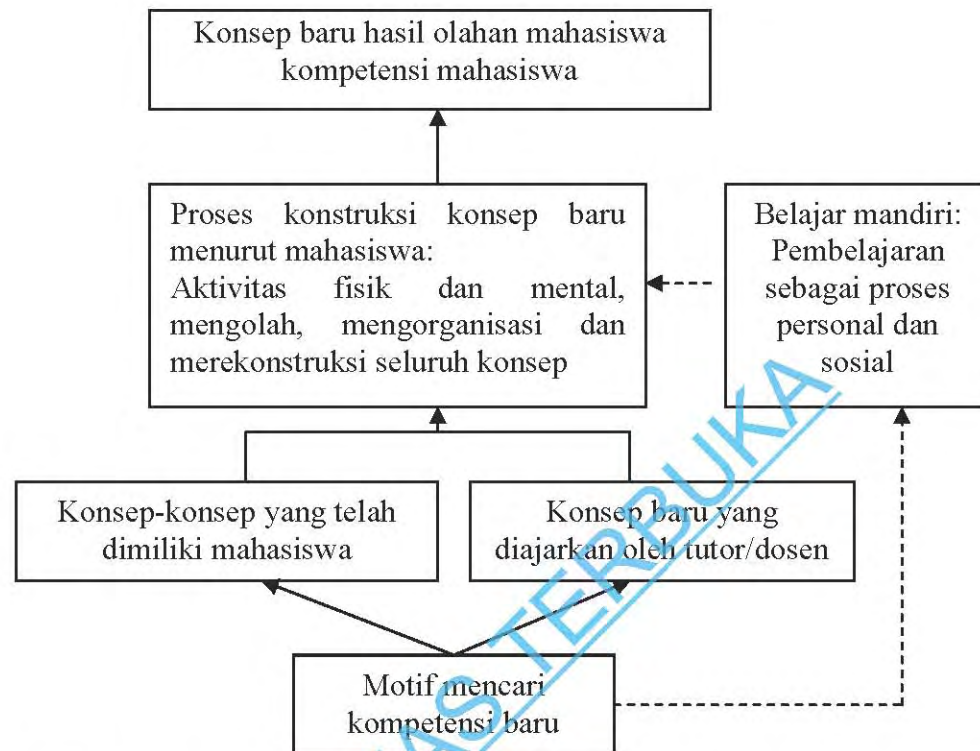 Konsep baru hasil olahan mahasiswa
kompetensi mahasiswa
Proses konstruksi konsep baru
menurut mahasiswa:
Aktivitas fisik dan mental,
mengolah, mengorganisasi dan
merekonstruksi seluruh konsep
Belajar mandiri:
Pembelajaran
sebagai proses
personal dan
sosial
Konsep-konsep yang telah
dimiliki mahasiswa
Konsep baru yang
diajarkan oleh tutor/dosen
Motif mencari
kompetensi baru
TAS TERBUKA